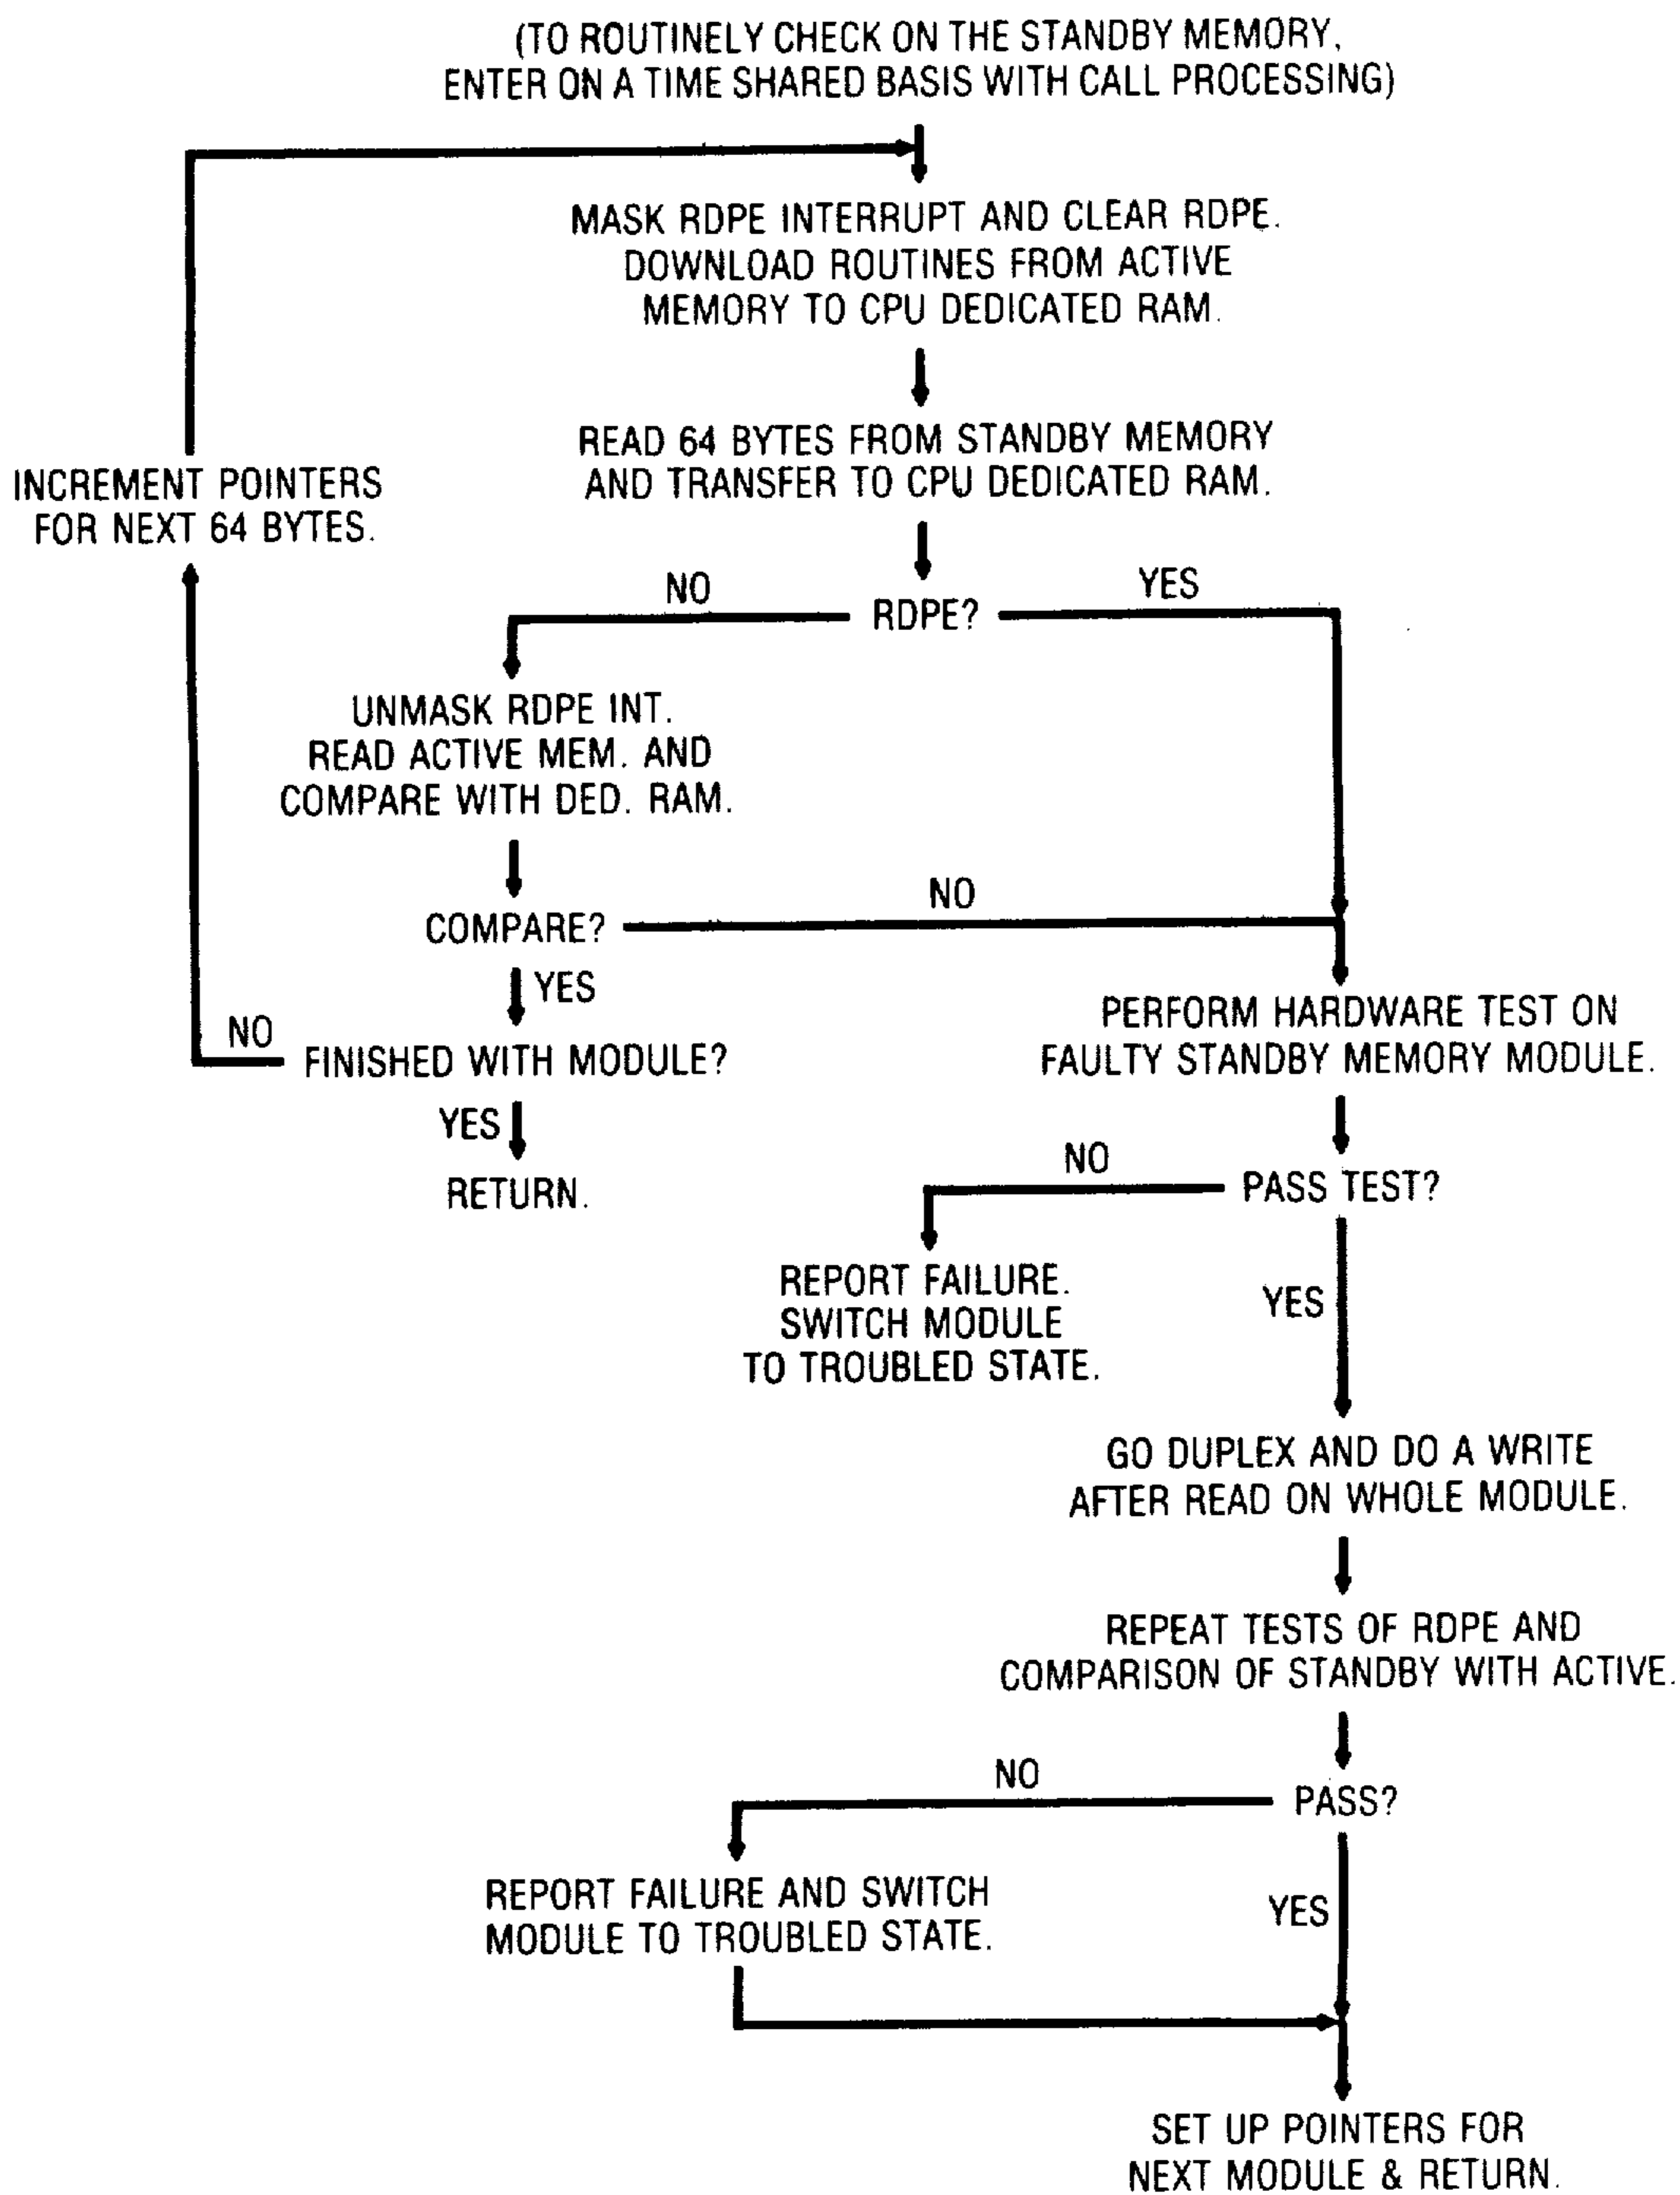 (TO ROUTINELY CHECK ON THE STANDBY MEMORY,
ENTER ON A TIME SHARED BASIS WITH CALL PROCESSING)
MASK RDPE INTERRUPT AND CLEAR RDPE.
DOWNLOAD ROUTINES FROM ACTIVE
MEMORY TO CPU DEDICATED RAM.
READ 64 BYTES FROM STANDBY MEMORY
AND TRANSFER TO CPU DEDICATED RAM.
INCREMENT POINTERS
FOR NEXT 64 BYTES.
NO
RDPE?
YES
UNMASK RDPE INT.
READ ACTIVE MEM. AND
COMPARE WITH DED. RAM.
COMPARE?
NO
YES
NO
FINISHED WITH MODULE?
YES
RETURN.
PERFORM HARDWARE TEST ON
FAULTY STANDBY MEMORY MODULE.
NO
PASS TEST?
REPORT FAILURE.
SWITCH MODULE
TO TROUBLED STATE.
YES
GO DUPLEX AND DO A WRITE
AFTER READ ON WHOLE MODULE.
REPEAT TESTS OF RDPE AND
COMPARISON OF STANDBY WITH ACTIVE.
NO
PASS?
REPORT FAILURE AND SWITCH
MODULE TO TROUBLED STATE.
YES
SET UP POINTERS FOR
NEXT MODULE & RETURN.